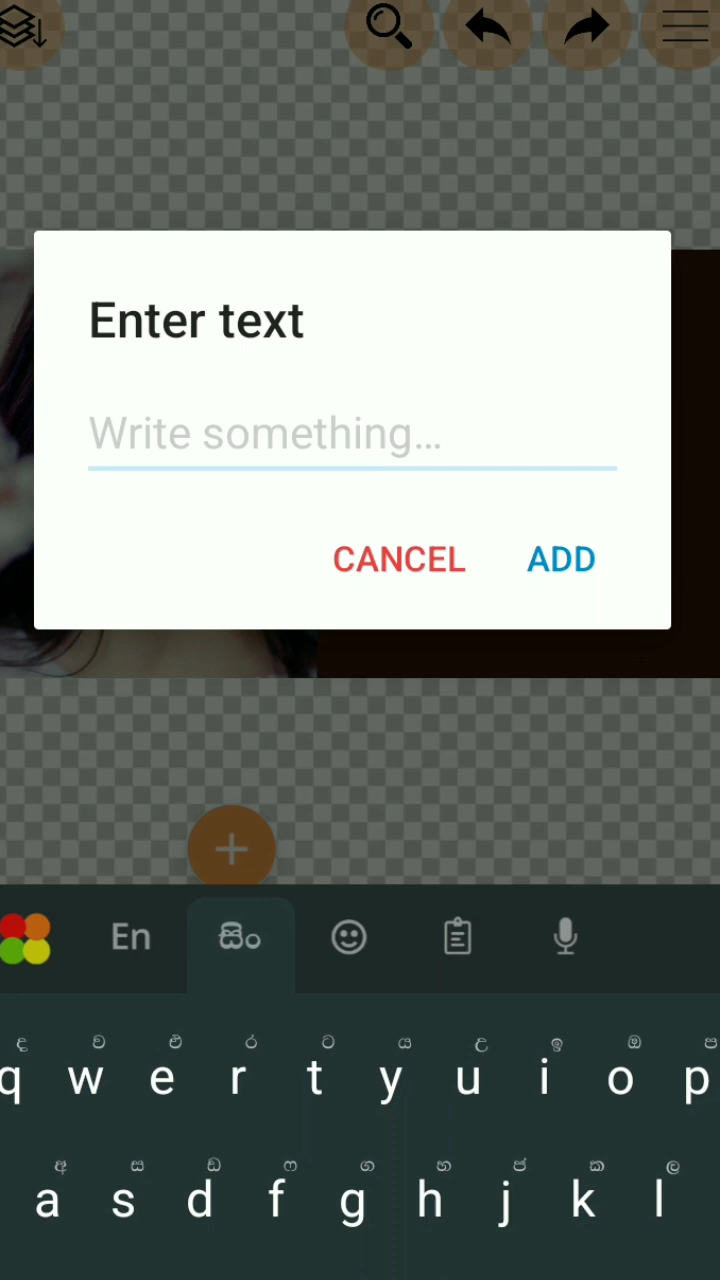 Enter text
Write something...
CANCEL ADD
En සිං
ද ව එ ර ට ය උ ඉ ඔ ප
q w e r t y u i o p
අ ස ඩ ෆ ග හ ජ ක ල
a s d f g h j k l